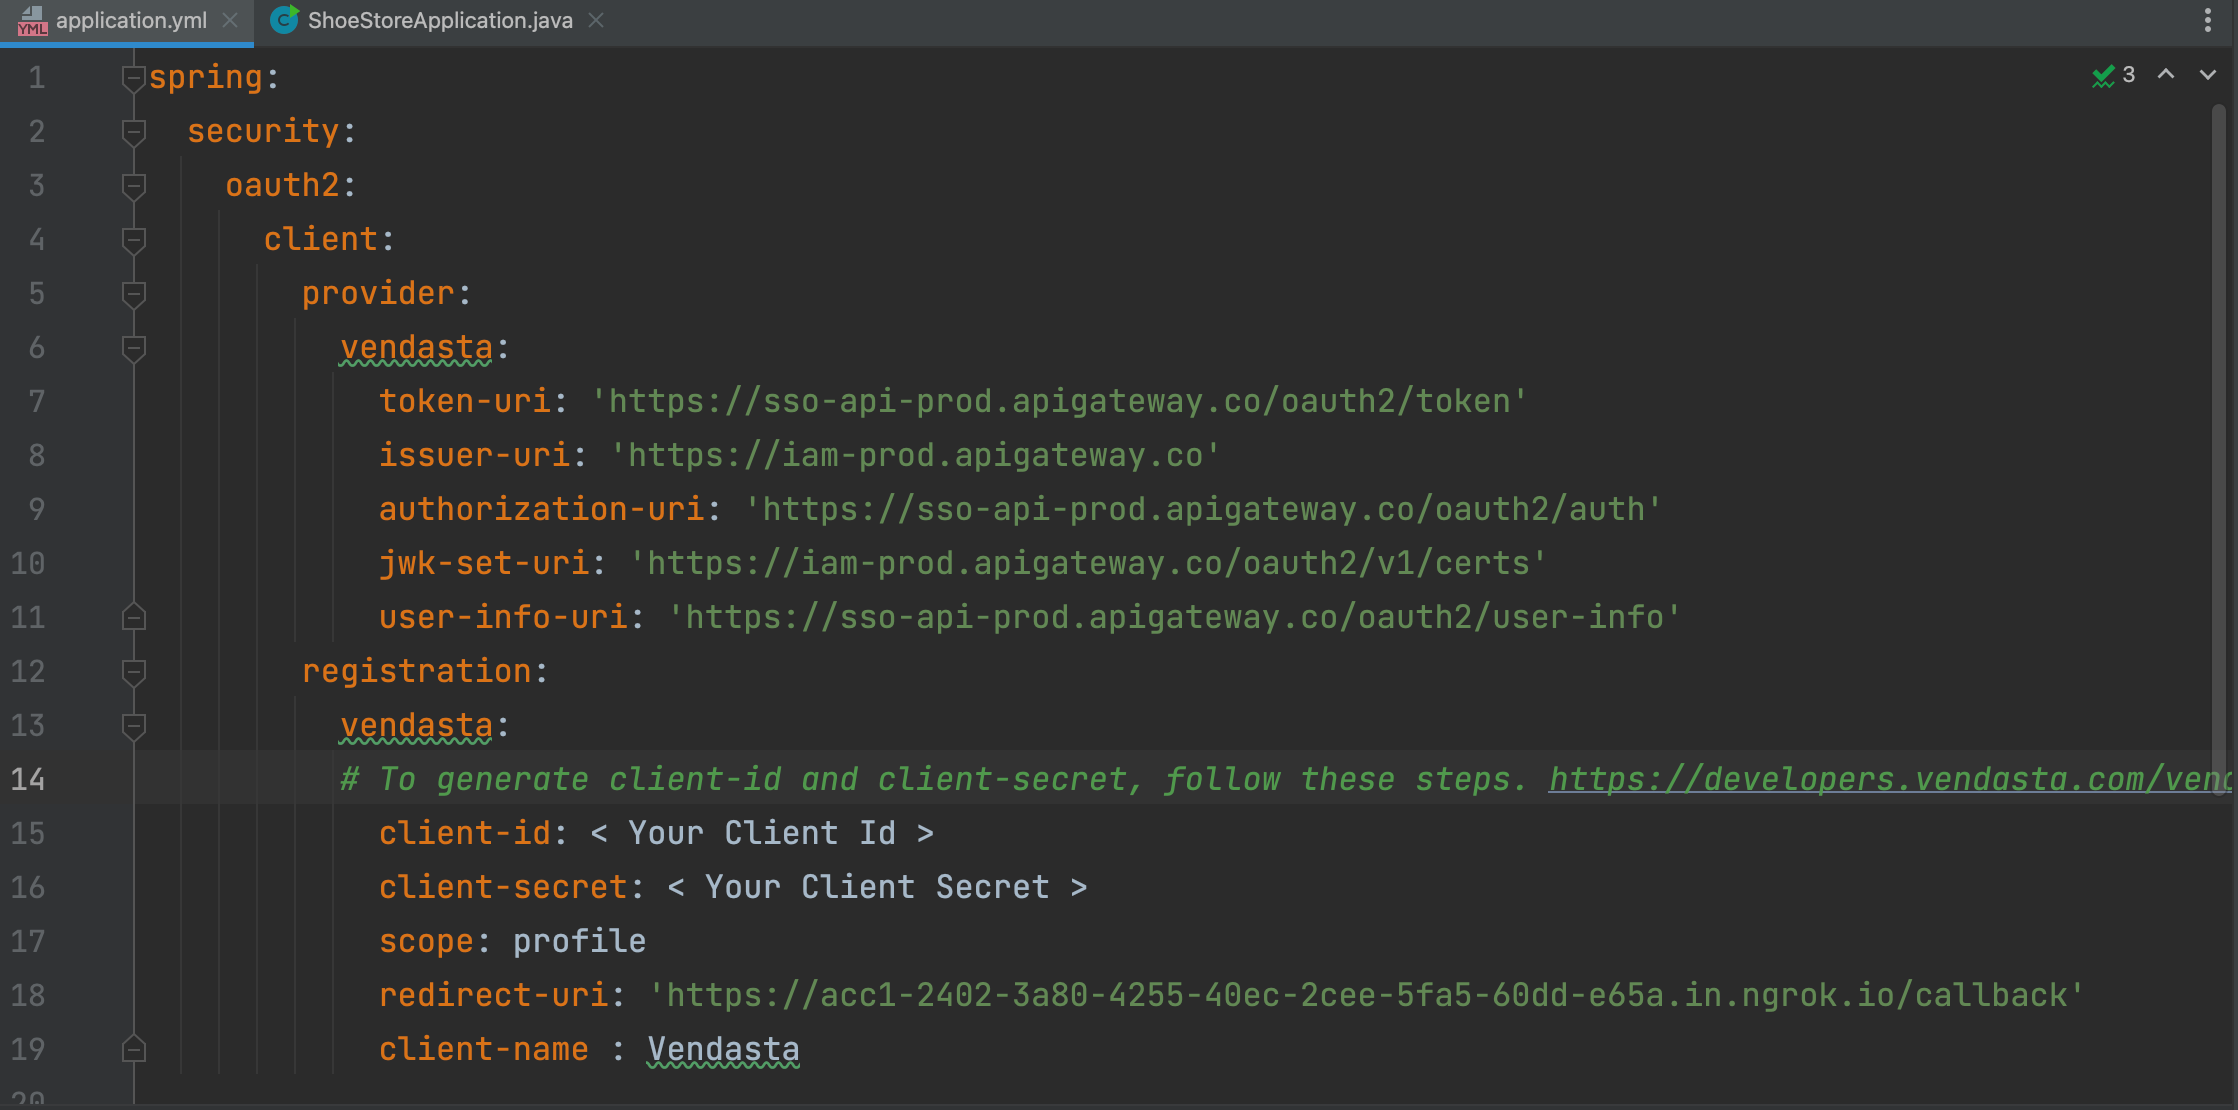 application.yml ShoeStoreApplication.java
YML C
3
1 spring:
2 security:
3 oauth2:
4 client:
5 provider:
6 vendasta:
7 token-uri: 'https://sso-api-prod.apigateway.co/oauth2/token'
8 issuer-uri: 'https://iam-prod.apigateway.co'
9 authorization-uri: 'https://sso-api-prod.apigateway.co/oauth2/auth'
10 jwk-set-uri: 'https://iam-prod.apigateway.co/oauth2/v1/certs'
11 user-info-uri: 'https://sso-api-prod.apigateway.co/oauth2/user-info'
12 registration:
13 vendasta:
14 # To generate client-id and client-secret, follow these steps. https://developers.vendasta.com/vend
15 client-id: < Your Client Id >
16 client-secret: < Your Client Secret >
17 scope: profile
18 redirect-uri: 'https://acc1-2402-3a80-4255-40ec-2cee-5fa5-60dd-e65a.in.ngrok.io/callback'
19 client-name : Vendasta
20